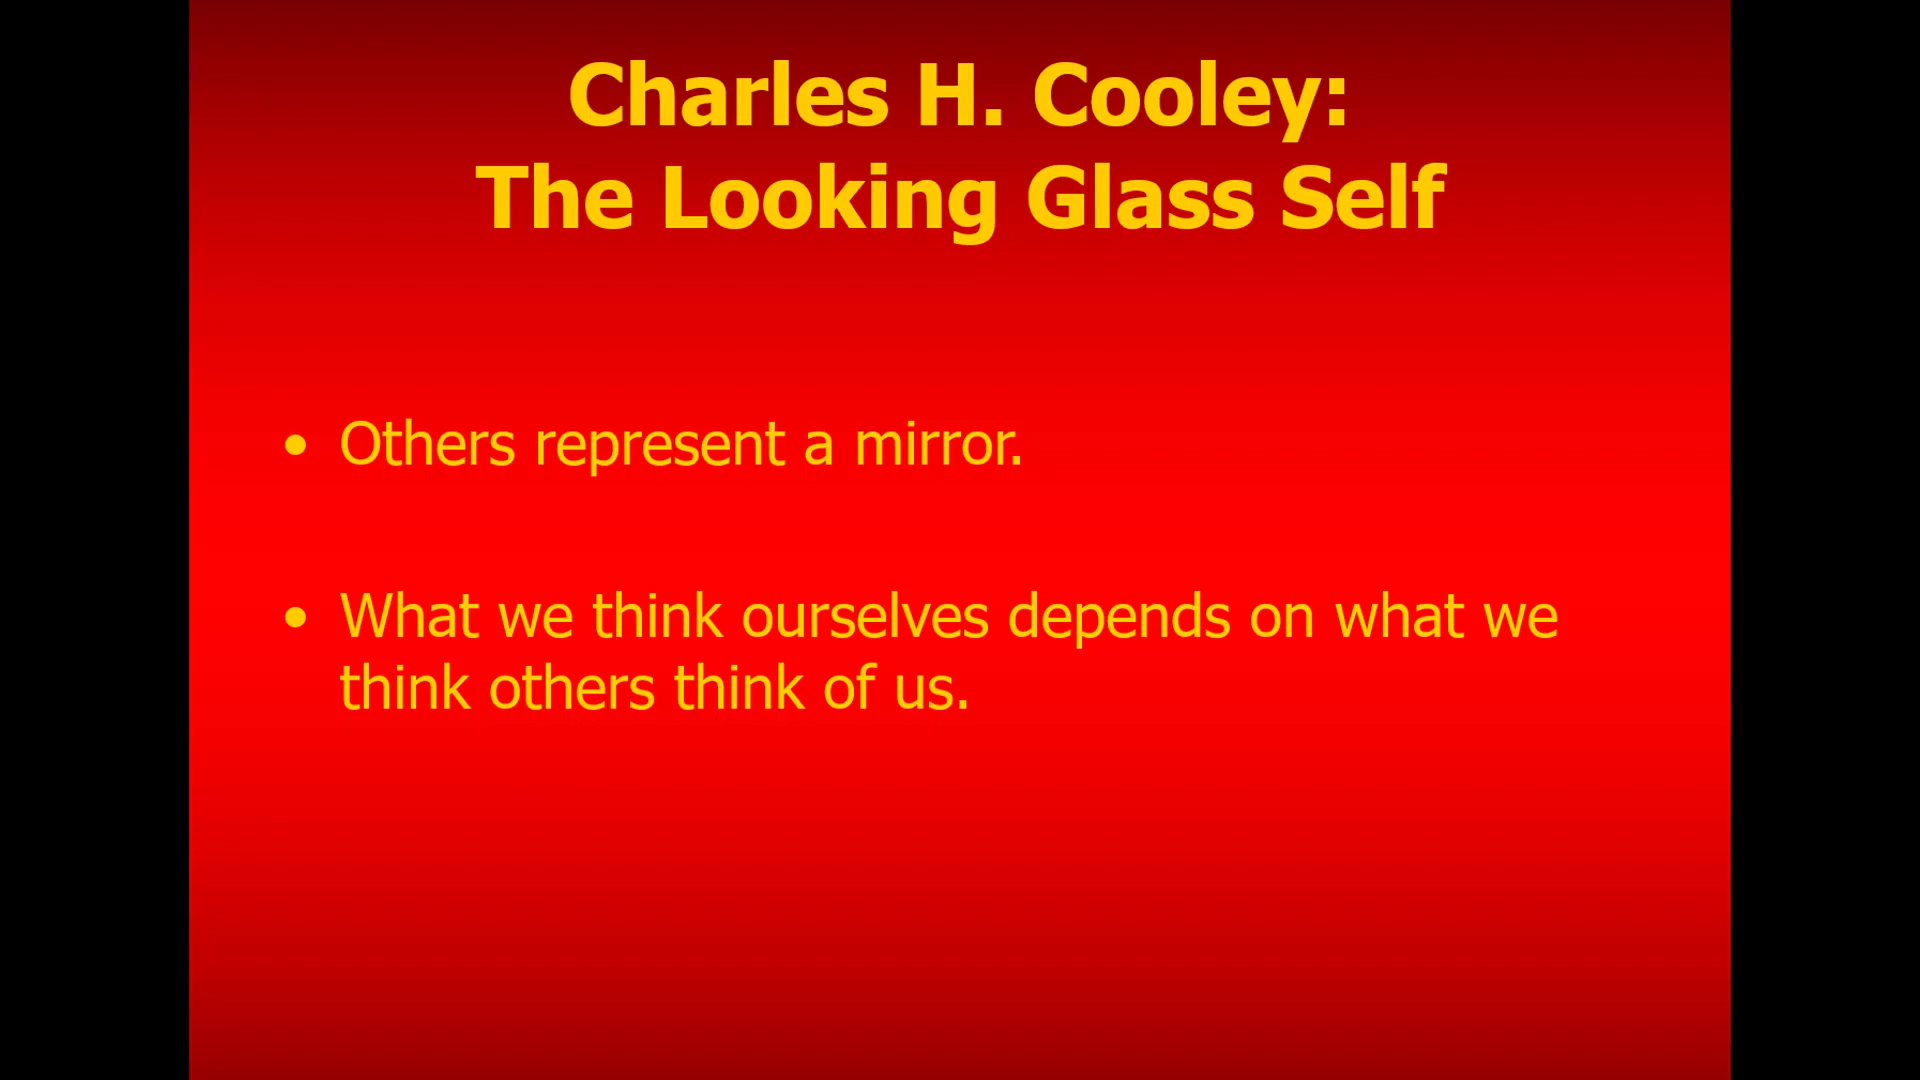 Charles H. Cooley:
The Looking Glass Self
• Others represent a mirror.
• What we think ourselves depends on what we
think others think of us.